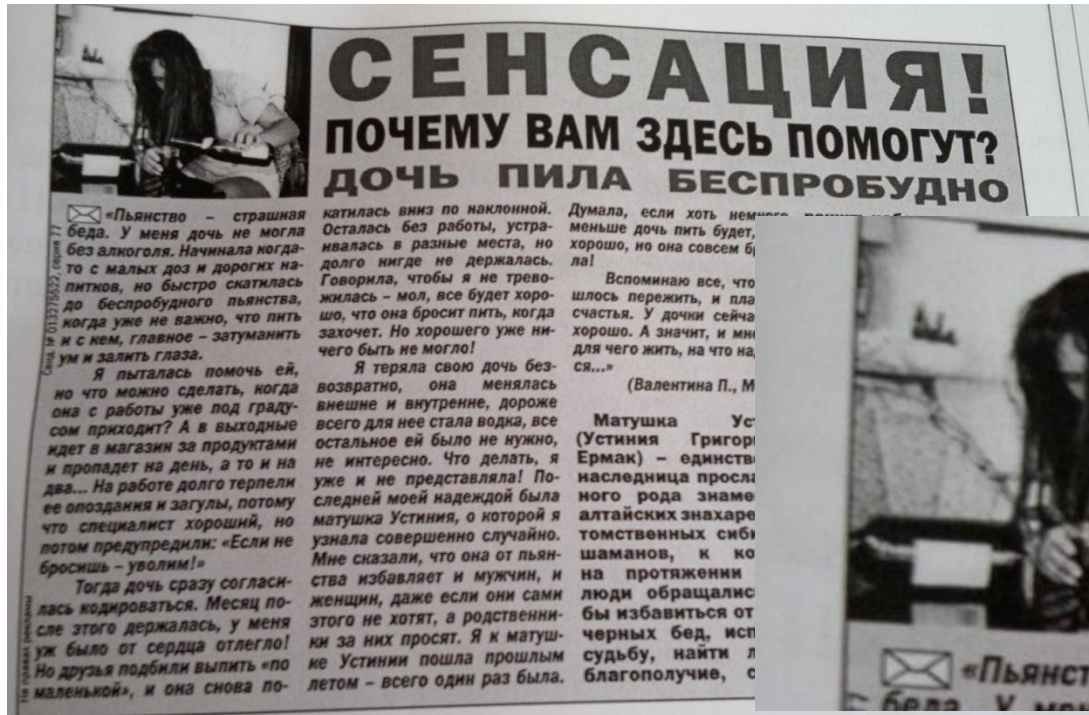 СЕНСАЦИЯ!
ПОЧЕМУ ВАМ ЗДЕСЬ ПОМОГУТ?
ДОЧЬ ПИЛА БЕСПРОБУДНО
«Пьянство – страшная
беда. У меня дочь не могла
без алкоголя. Начинала когда-
то с малых доз и дорогих на-
питков, но быстро скатилась
до беспробудного пьянства,
когда уже не важно, что пить
и с кем, главное – затуманить
ум и залить глаза.
Я пыталась помочь ей,
но что можно сделать, когда
она с работы уже под граду-
сом приходит? А в выходные
идет в магазин за продуктами
и пропадет на день, а то и на
два... На работе долго терпели
ее опоздания и загулы, потому
что специалист хороший, но
потом предупредили: «Если не
бросишь – уволим!»
Тогда дочь сразу согласи-
лась кодироваться. Месяц по-
сле этого держалась, у меня
уж было от сердца отлегло!
Но друзья подбили выпить «по
маленькой», и она снова по-
катилась вниз по наклонной.
Осталась без работы, устра-
ивалась в разные места, но
долго нигде не держалась.
Говорила, чтобы я не трево-
жилась – мол, все будет хоро-
шо, что она бросит пить, когда
захочет. Но хорошего уже ни-
чего быть не могло!
Я теряла свою дочь без-
возвратно, она менялась
внешне и внутренне, дороже
всего для нее стала водка, все
остальное ей было не нужно,
не интересно. Что делать, я
уже и не представляла! По-
следней моей надеждой была
матушка Устиния, о которой я
узнала совершенно случайно.
Мне сказали, что она от пьян-
ства избавляет и мужчин, и
женщин, даже если они сами
этого не хотят, а родственни-
ки за них просят. Я к матуш-
ке Устинии пошла прошлым
летом – всего один раз была.
Думала, если хоть немного
меньше дочь пить будет,
хорошо, но она совсем б
ла!
Вспоминаю все, что
шлось пережить, и пла
счастья. У дочки сейча
хорошо. А значит, и мне
для чего жить, на что на
ся...»
(Валентина П., М
Матушка Уст
(Устиния Григор
Ермак) – единств
наследница просла
ного рода знаме
алтайских знахаре
томственных сиб
шаманов, к ко
на протяжении
люди обращалис
бы избавиться от
черных бед, исп
судьбу, найти л
благополучие, с
Свид. № 013275622, серия 77
На правах рекламы
«Пьянст
беда. У